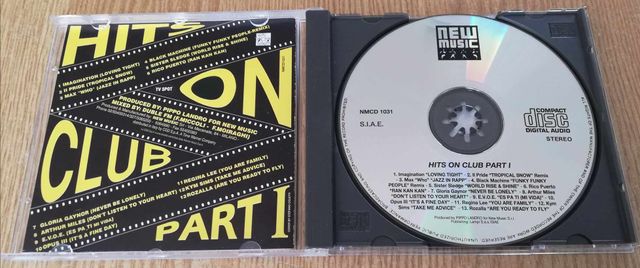 HITS
ON
CLUB
PART I
1 IMAGINATION (LOVING TIGHT)
2 II PRIDE (TROPICAL SNOW)
3 MAX "WHO" (JAZZ IN RAPP)
4 BLACK MACHINE (FUNKY FUNKY PEOPLE-REMIX)
5 SISTER SLEDGE (WORLD RISE & SHINE)
6 RICO PUERTO (RAN KAN KAN)
TV SPOT
PRODUCED BY: PIPPO LANDRO FOR NEW MUSIC
MIXED BY: DUBLE FM (F.MICCOLI - F.MOIRAGHI)
7 GLORIA GAYNOR (NEVER BE LONELY)
8 ARTHUR MILES (DON'T LISTEN TO YOUR HEART)
9 E.V.O.E. (ES PA TI MI VIDA)
10 OPUS III (IT'S A FINE DAY)
11 REGINA LEE (YOU ARE FAMILY)
12 KYM SIMS (TAKE ME ADVICE)
13 ROZALLA (ARE YOU READY TO FLY)
NEW
MUSIC
NMCD 1031
S.I.A.E.
COMPACT
disc
DIGITAL AUDIO
STEREO
HITS ON CLUB PART I
1. Imagination "LOVING TIGHT". 2. II Pride "TROPICAL SNOW" Remix
3. Max "Who" "JAZZ IN RAPP". 4. Black Machine "FUNKY FUNKY
PEOPLE" Remix. 5. Sister Sledge "WORLD RISE & SHINE". 6. Rico Puerto
"RAN KAN KAN". 7. Gloria Gaynor "NEVER BE LONELY". 8. Arthur Miles
"DON'T LISTEN TO YOUR HEART". 9. E.V.O.E. (ES PA TI MI VIDA)".
10. Opus III "IT'S A FINE DAY". 11. Regina Lee "YOU ARE FAMILY". 12. Kym
Sims "TAKE ME ADVICE". 13. Rozalla "ARE YOU READY TO FLY".
Produced by PIPPO LANDRO for NEW MUSIC S.r.l.